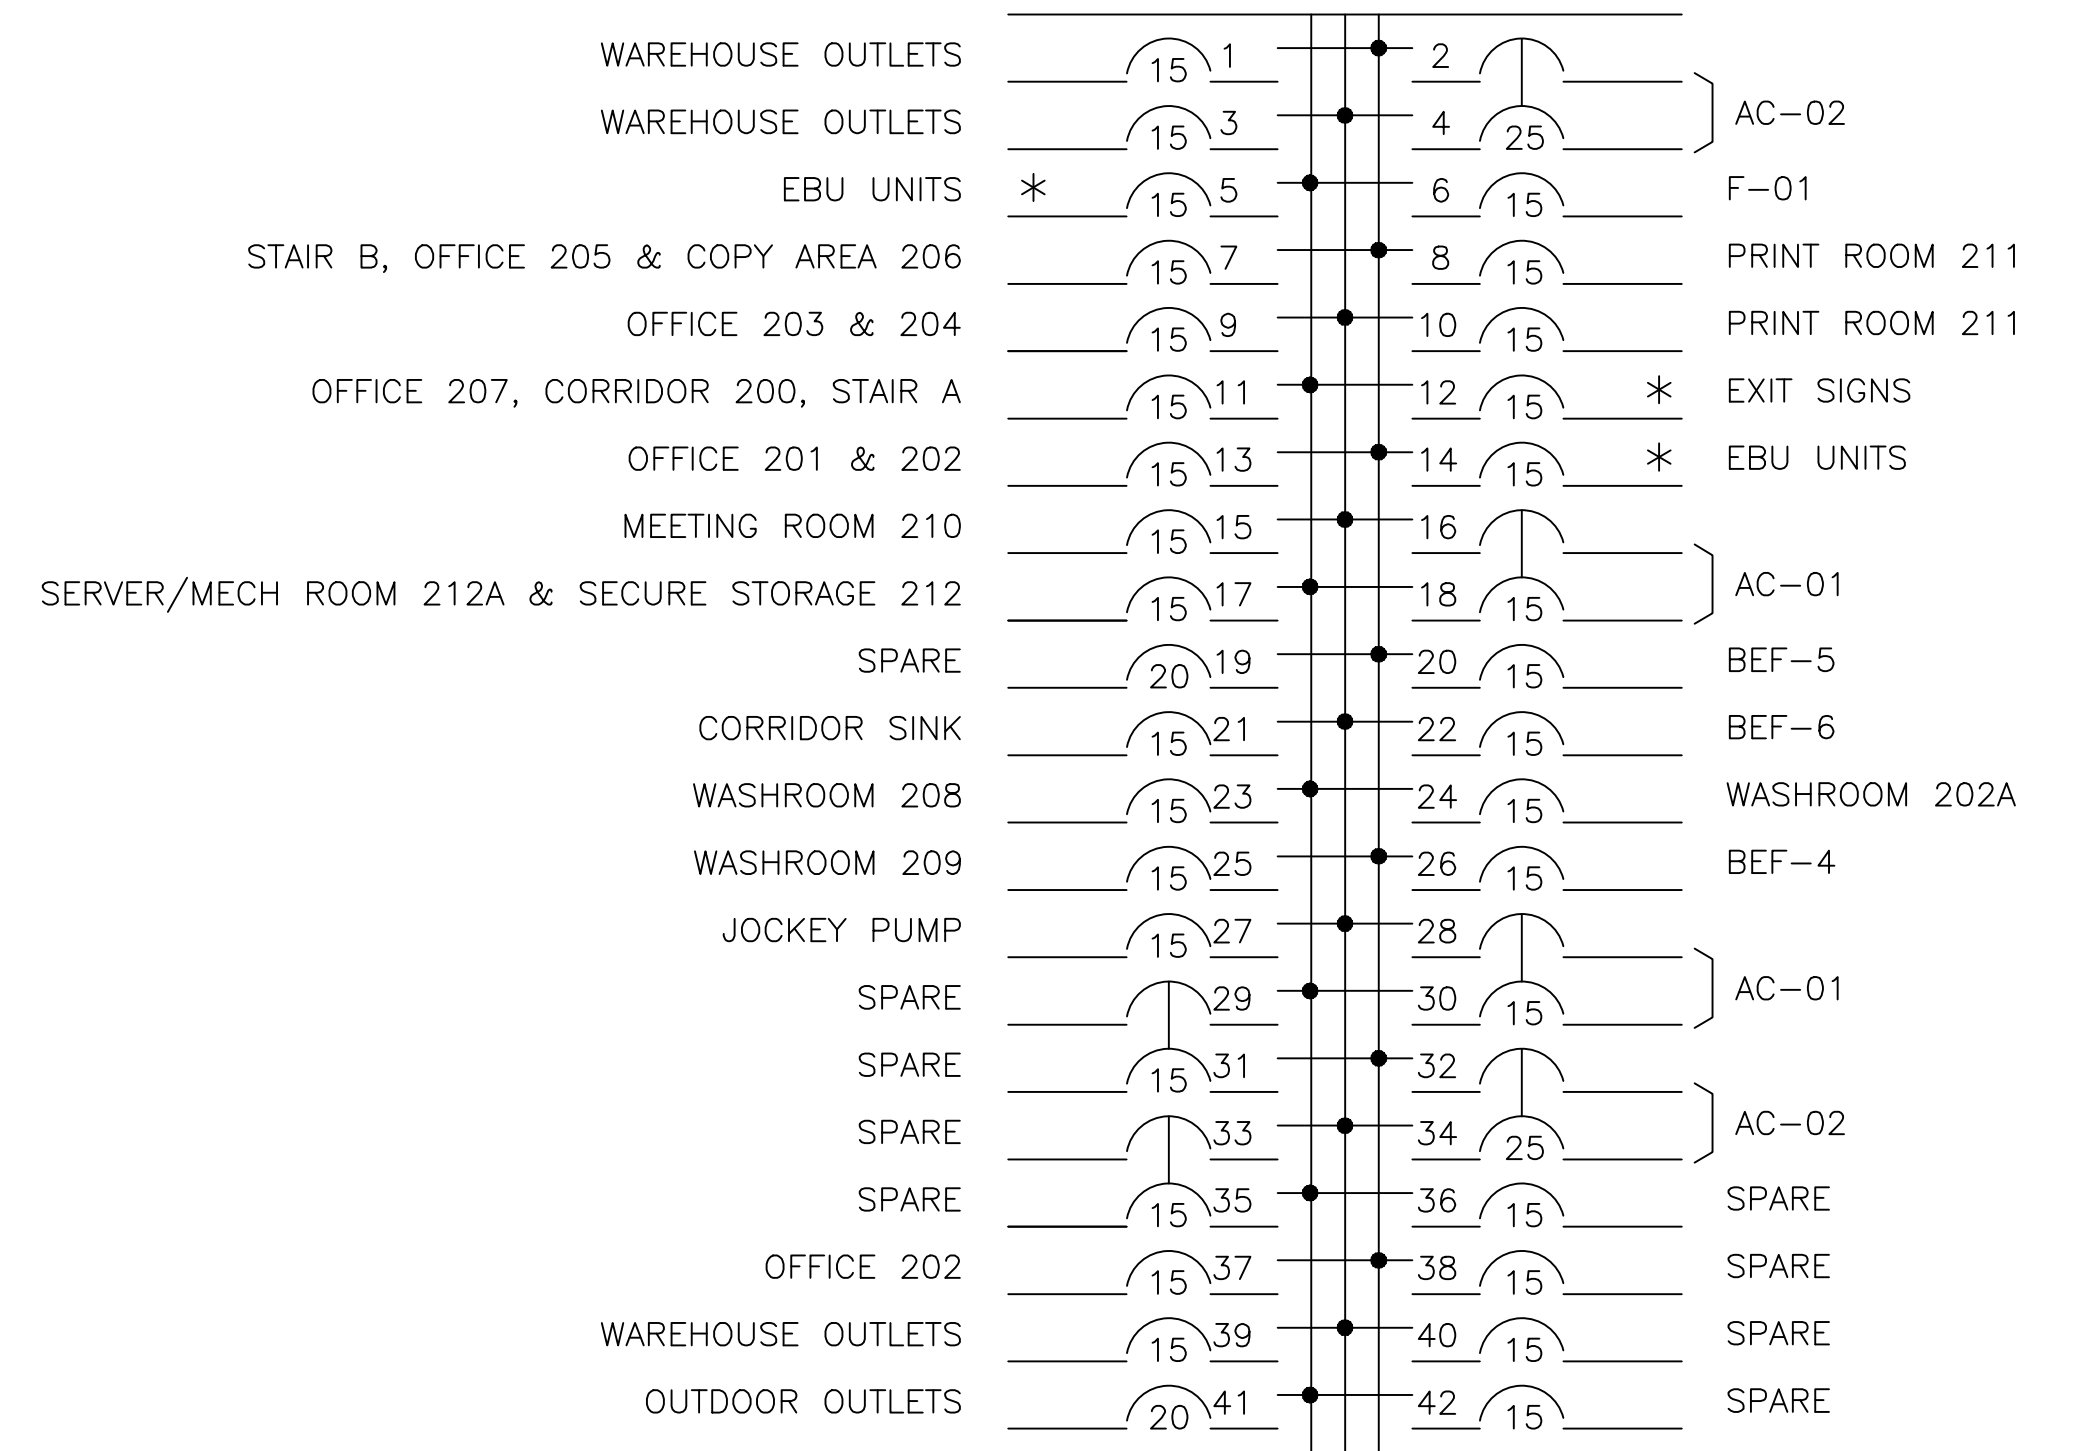 WAREHOUSE OUTLETS 15 1 2
WAREHOUSE OUTLETS 15 3 4 25 AC-02
EBU UNITS * 15 5 6 15 F-01
STAIR B, OFFICE 205 & COPY AREA 206 15 7 8 15 PRINT ROOM 211
OFFICE 203 & 204 15 9 10 15 PRINT ROOM 211
OFFICE 207, CORRIDOR 200, STAIR A 15 11 12 15 * EXIT SIGNS
OFFICE 201 & 202 15 13 14 15 * EBU UNITS
MEETING ROOM 210 15 15 16
SERVER/MECH ROOM 212A & SECURE STORAGE 212 15 17 18 15 AC-01
SPARE 20 19 20 15 BEF-5
CORRIDOR SINK 15 21 22 15 BEF-6
WASHROOM 208 15 23 24 15 WASHROOM 202A
WASHROOM 209 15 25 26 15 BEF-4
JOCKEY PUMP 15 27 28
SPARE 29 30 15 AC-01
SPARE 15 31 32
SPARE 33 34 25 AC-02
SPARE 15 35 36 15 SPARE
OFFICE 202 15 37 38 15 SPARE
WAREHOUSE OUTLETS 15 39 40 15 SPARE
OUTDOOR OUTLETS 20 41 42 15 SPARE